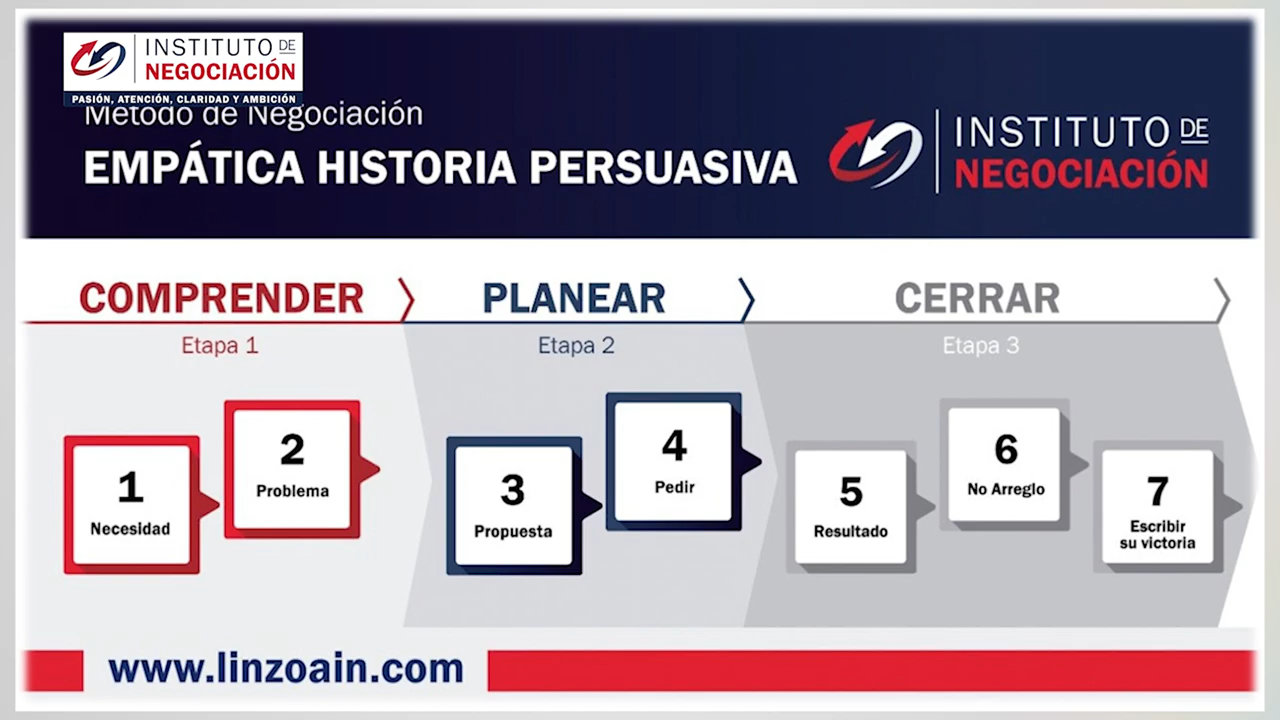 INSTITUTO DE
NEGOCIACIÓN
PASIÓN, ATENCIÓN, CLARIDAD Y AMBICIÓN
Método de Negociación
EMPÁTICA HISTORIA PERSUASIVA
INSTITUTO DE
NEGOCIACIÓN
COMPRENDER
PLANEAR
CERRAR
Etapa 1
Etapa 2
Etapa 3
1
Necesidad
2
Problema
3
Propuesta
4
Pedir
5
Resultado
6
No Arreglo
7
Escribir
su victoria
www.linzoain.com